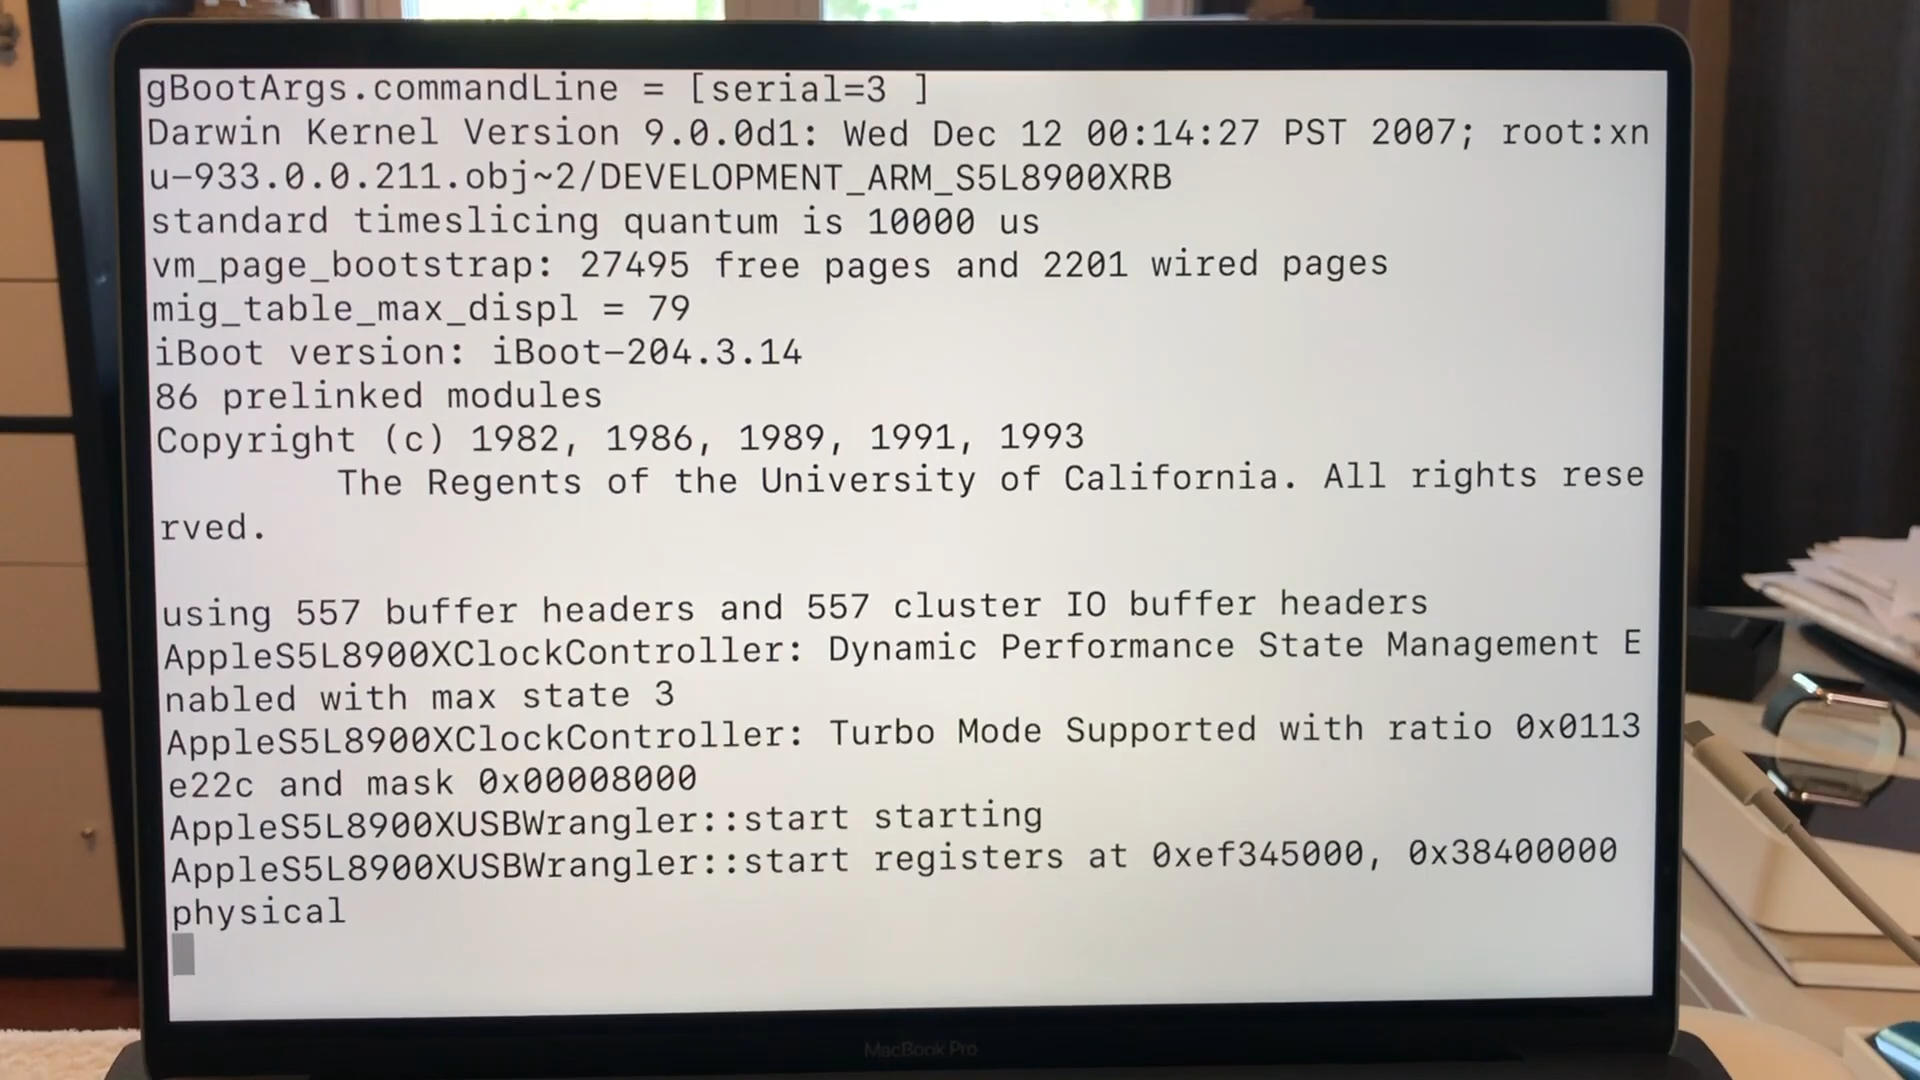 gBootArgs.commandLine = [serial=3 ]
Darwin Kernel Version 9.0.0d1: Wed Dec 12 00:14:27 PST 2007; root:xn
u-933.0.0.211.obj~2/DEVELOPMENT_ARM_S5L8900XRB
standard timeslicing quantum is 10000 us
vm_page_bootstrap: 27495 free pages and 2201 wired pages
mig_table_max_displ = 79
iBoot version: iBoot-204.3.14
86 prelinked modules
Copyright (c) 1982, 1986, 1989, 1991, 1993
        The Regents of the University of California. All rights rese
rved.

using 557 buffer headers and 557 cluster IO buffer headers
AppleS5L8900XClockController: Dynamic Performance State Management E
nabled with max state 3
AppleS5L8900XClockController: Turbo Mode Supported with ratio 0x0113
e22c and mask 0x00008000
AppleS5L8900XUSBWrangler::start starting
AppleS5L8900XUSBWrangler::start registers at 0xef345000, 0x38400000
physical
MacBook Pro